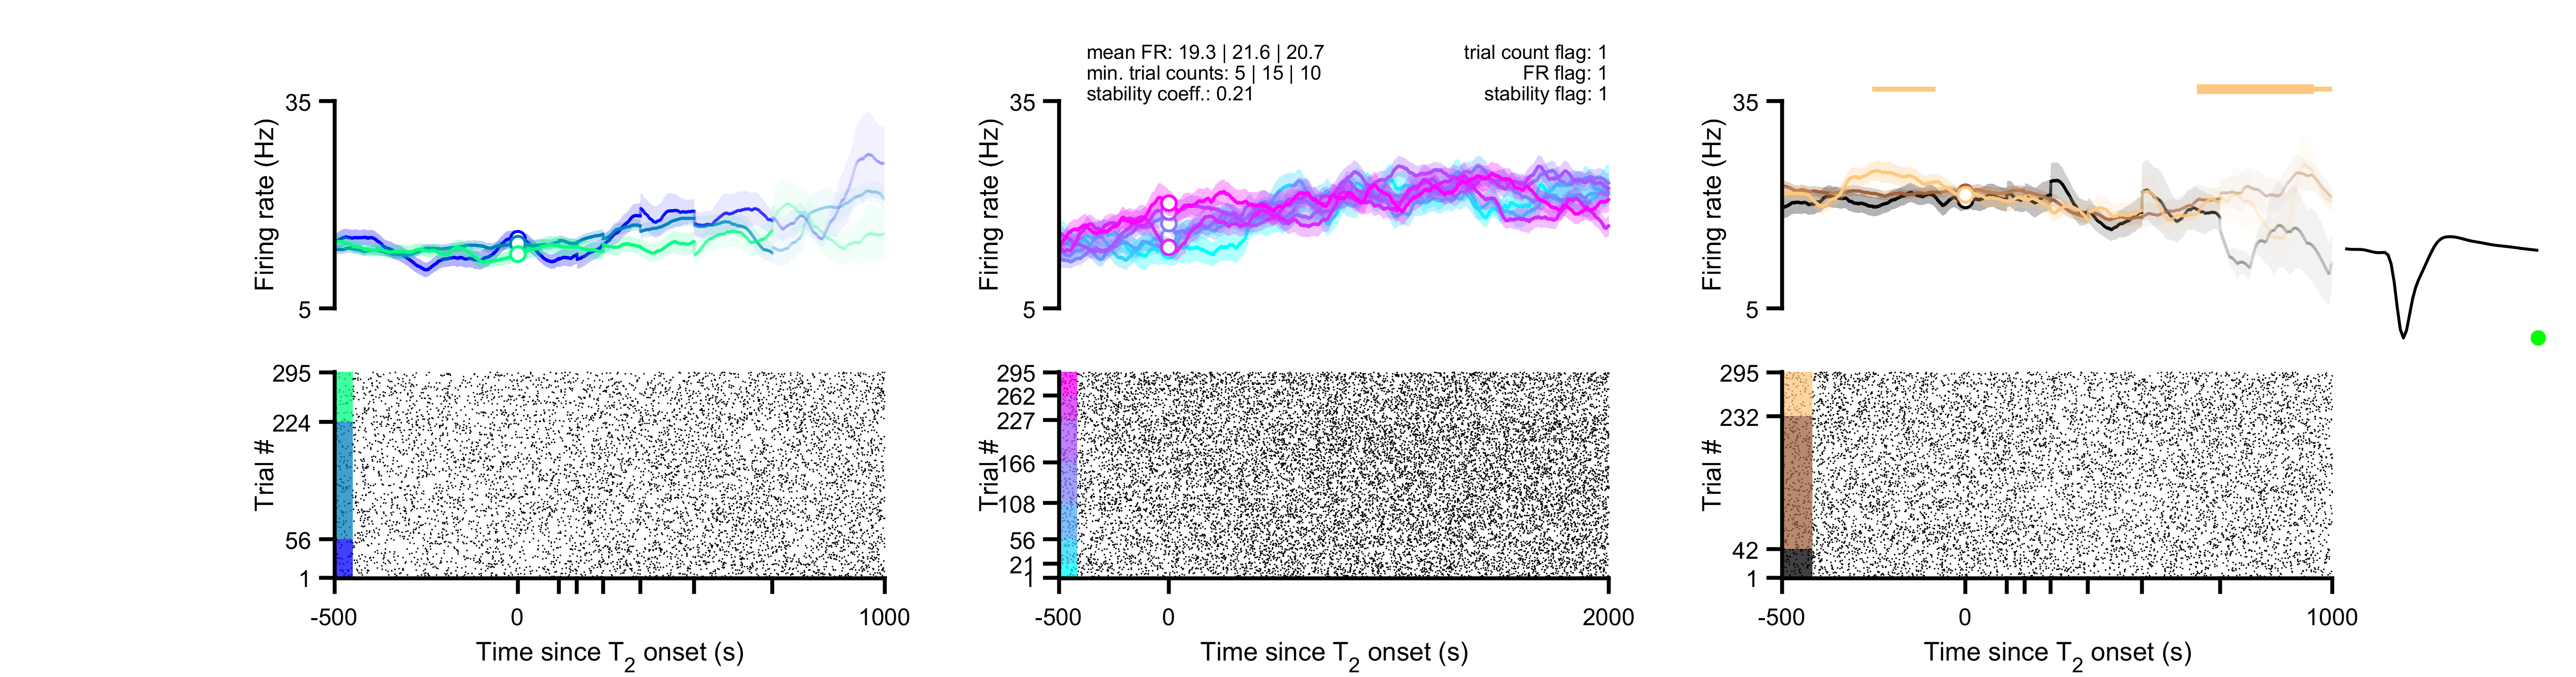 mean FR: 19.3 | 21.6 | 20.7
min. trial counts: 5 | 15 | 10
stability coeff.: 0.21
trial count flag: 1
FR flag: 1
stability flag: 1
35
Firing rate (Hz)
5
35
Firing rate (Hz)
5
35
Firing rate (Hz)
5
295
224
Trial #
56
1
-500
0
1000
Time since T2 onset (s)
295
262
227
Trial #
166
108
56
21
1
-500
0
2000
Time since T2 onset (s)
295
232
Trial #
42
1
-500
0
1000
Time since T2 onset (s)